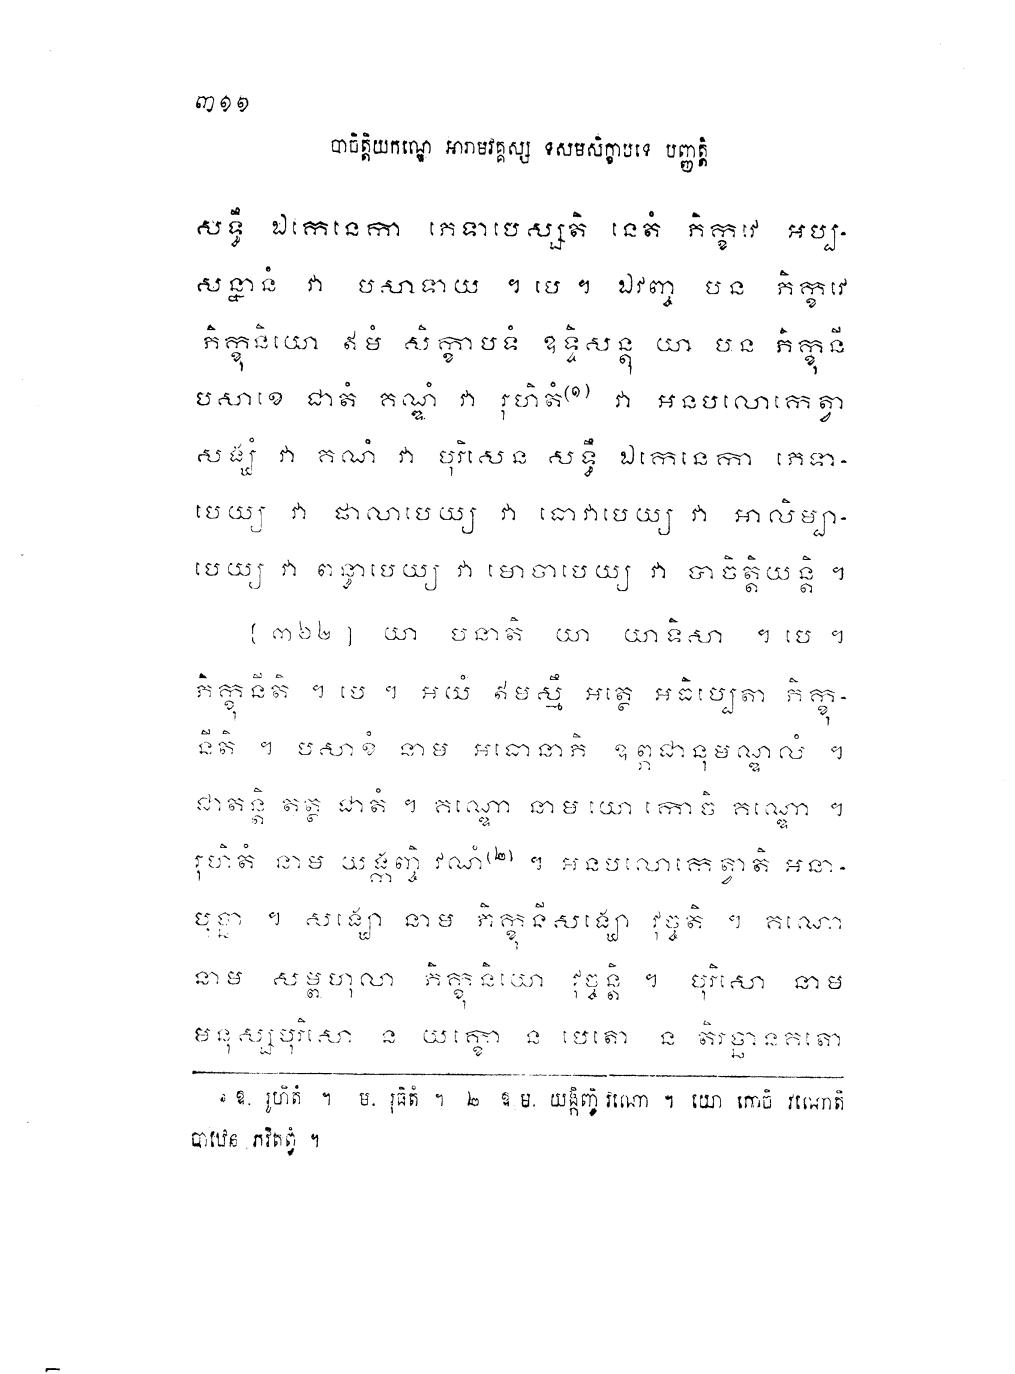 ៣១១
បាចិត្តិយកណ្ឌេ អារាមវគ្គស្ស ទសមសិក្ខាបទេ បញ្ញត្តិ
សទ្ធឹ ឯកេនេកា ភេទាបេស្សតិ នេតំ ភិក្ខវេ អប្ប-
សន្នានំ វា បសាទាយ ។ បេ ។ ឯវញ្ច បន ភិក្ខវេ
ភិក្ខុនិយោ ឥមំ សិក្ខាបទំ ឧទ្ទិសន្តុ យា បន ភិក្ខុនី
បសាខេ ជាតំ គណ្ឌំ វា រុហិតំ(១) វា អនបលោកេត្វា
សង្ឃំ វា គណំ វា បុរិសេន សទ្ធឹ ឯកេនេកា ភេទា-
បេយ្យ វា ផាលាបេយ្យ វា ធោវាបេយ្យ វា អាលិម្បា-
បេយ្យ វា ពន្ធាបេយ្យ វា មោចាបេយ្យ វា បាចិត្តិយន្តិ ។
[ ៣៦២ ] យា បនាតិ យា យាទិសា ។ បេ ។
ភិក្ខុនីតិ ។ បេ ។ អយំ ឥមស្មឹ អត្ថេ អធិប្បេតា ភិក្ខុ-
នីតិ ។ បសាខំ នាម អធោនាភិ ឧព្ភជានុមណ្ឌលំ ។
ជាតន្តិ តត្ថ ជាតំ ។ គណ្ឌោ នាម យោ កោចិ គណ្ឌោ ។
រុហិតំ នាម យង្កញ្ចិ វណំ(២) ។ អនបលោកេត្វាតិ អនា-
បុច្ឆា ។ សង្ឃោ នាម ភិក្ខុនីសង្ឃោ វុច្ចតិ ។ គណោ
នាម សម្ពហុលា ភិក្ខុនិយោ វុច្ចន្តិ ។ បុរិសោ នាម
មនុស្សបុរិសោ ន យក្ខោ ន បេតោ ន តិរច្ឆានគតោ
១ ឧ. រូហិតំ ។ ម. រុធិតំ ។ ២ ឧ ម. យង្កិញ្ចិ វណោ ។ យោ កោចិ វណោតិ
បាឋេន ភវិតព្វំ ។